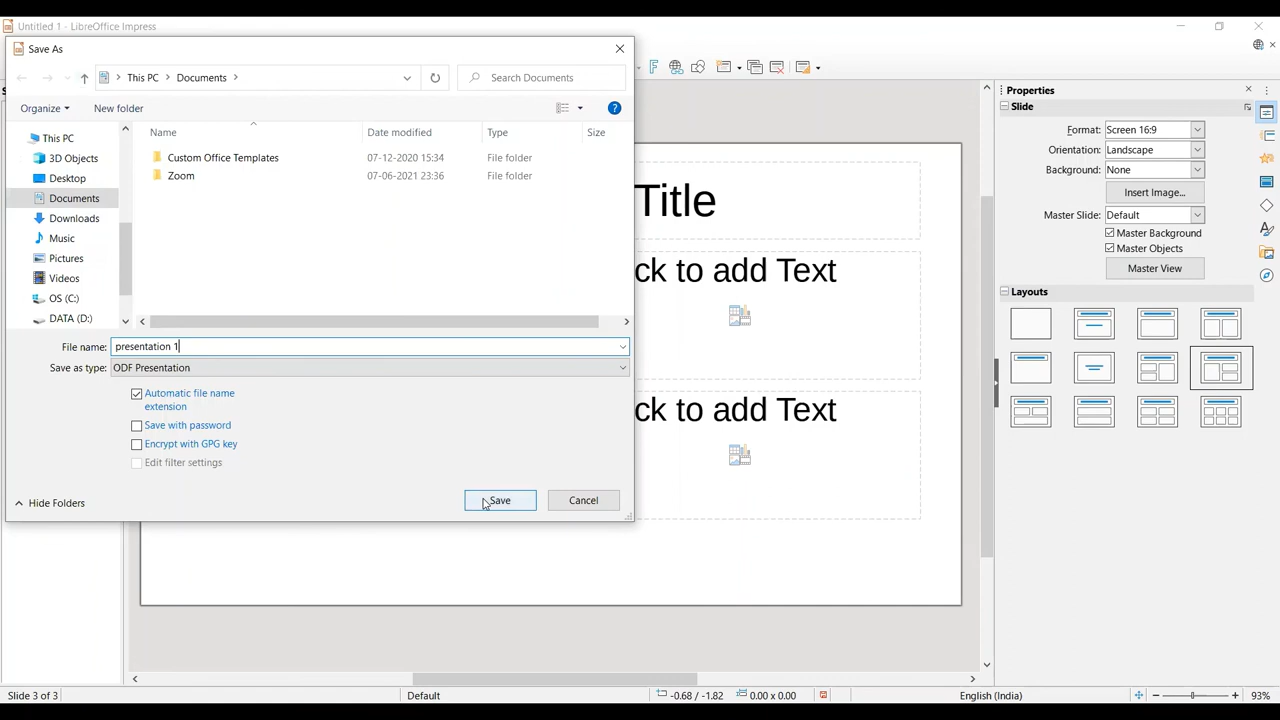 Untitled 1 - LibreOffice Impress
Save As
This PC
Documents
Search Documents
Organize
New folder
Name
Date modified
Type
Size
This PC
3D Objects
Desktop
Documents
Downloads
Music
Pictures
Videos
OS (C:)
DATA (D:)
Custom Office Templates
07-12-2020 15:34
File folder
Zoom
07-06-2021 23:36
File folder
File name:
presentation 1
Save as type:
ODF Presentation
Automatic file name
extension
Save with password
Encrypt with GPG key
Edit filter settings
Hide Folders
Save
Cancel
Title
ck to add Text
ck to add Text
Properties
Slide
Format:
Screen 16:9
Orientation:
Landscape
Background:
None
Insert Image...
Master Slide:
Default
Master Background
Master Objects
Master View
Layouts
Slide 3 of 3
Default
-0.68 / -1.82
0.00 x 0.00
English (India)
93%